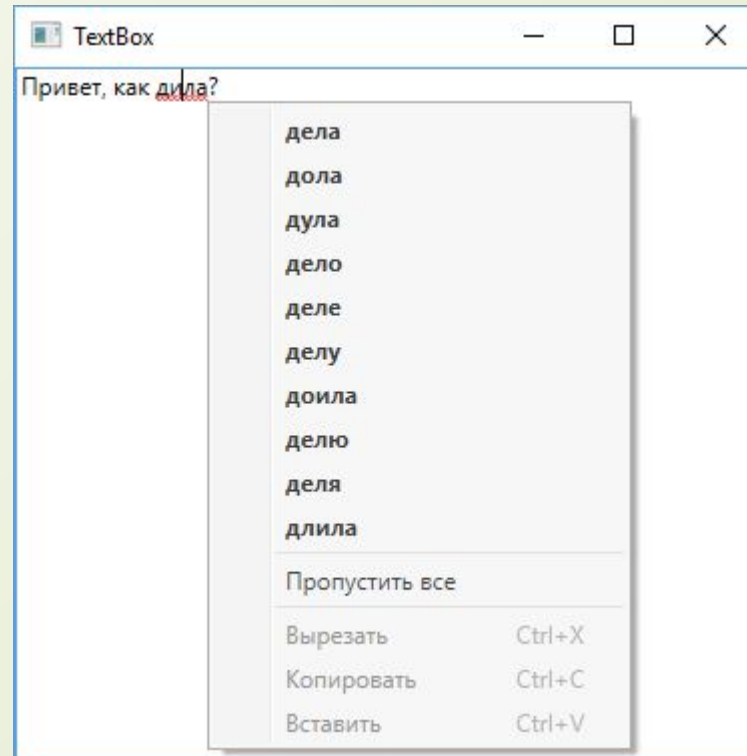 TextBox
Привет, как дила?
дела
дола
дула
дело
деле
делу
доила
делю
деля
длила
Пропустить все
Вырезать Ctrl+X
Копировать Ctrl+C
Вставить Ctrl+V